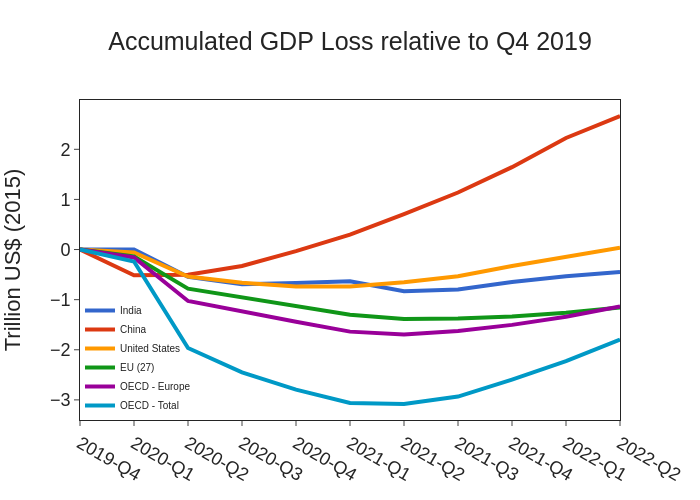 Accumulated GDP Loss relative to Q4 2019
Trillion US$ (2015)
2
1
0
−1
−2
−3
India
China
United States
EU (27)
OECD - Europe
OECD - Total
2019-Q4
2020-Q1
2020-Q2
2020-Q3
2020-Q4
2021-Q1
2021-Q2
2021-Q3
2021-Q4
2022-Q1
2022-Q2